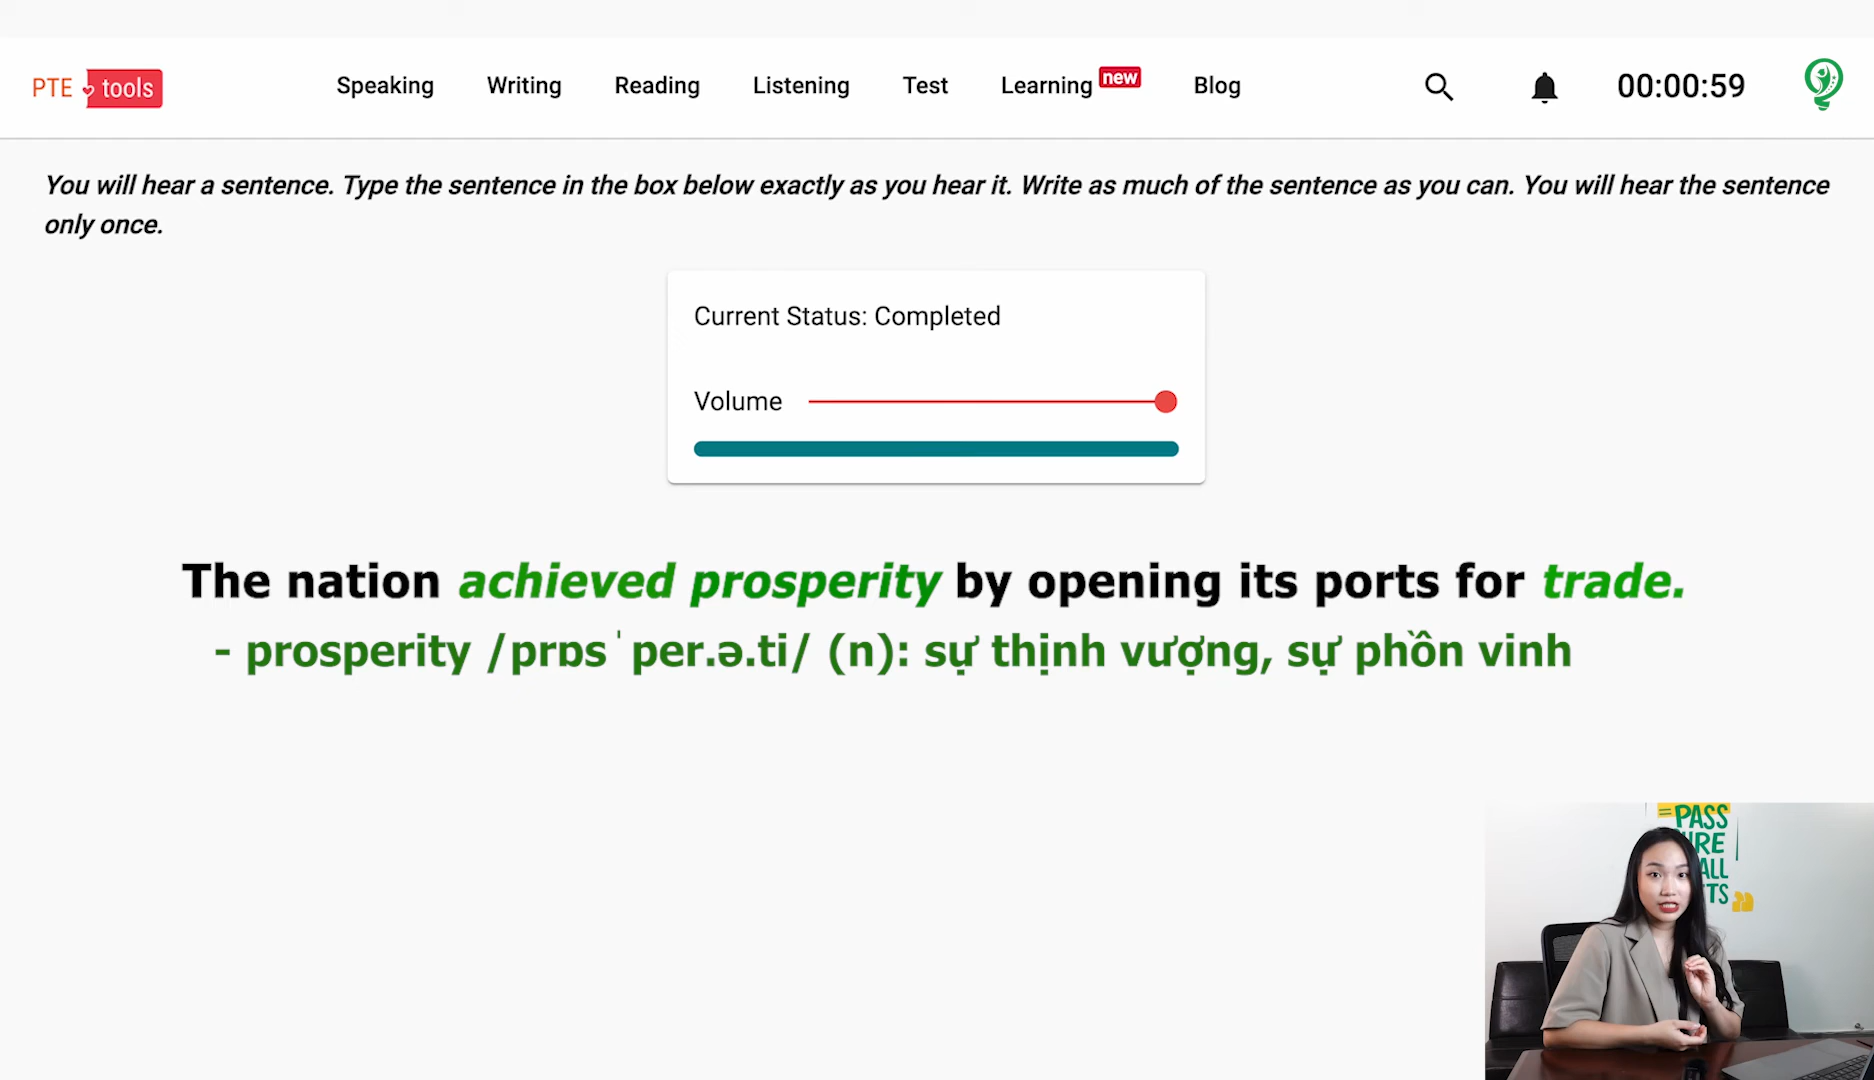 PTE tools
Speaking Writing Reading Listening Test Learning new Blog 00:00:59
You will hear a sentence. Type the sentence in the box below exactly as you hear it. Write as much of the sentence as you can. You will hear the sentence
only once.
Current Status: Completed
Volume
The nation achieved prosperity by opening its ports for trade.
- prosperity /prɒsˈper.ə.ti/ (n): sự thịnh vượng, sự phồn vinh
PASS